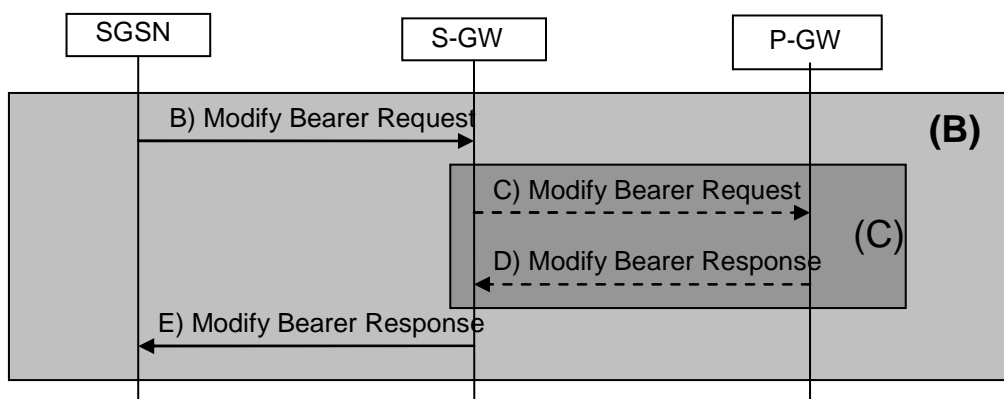 SGSN
S-GW
P-GW
B) Modify Bearer Request
(B)
C) Modify Bearer Request
(C)
D) Modify Bearer Response
E) Modify Bearer Response